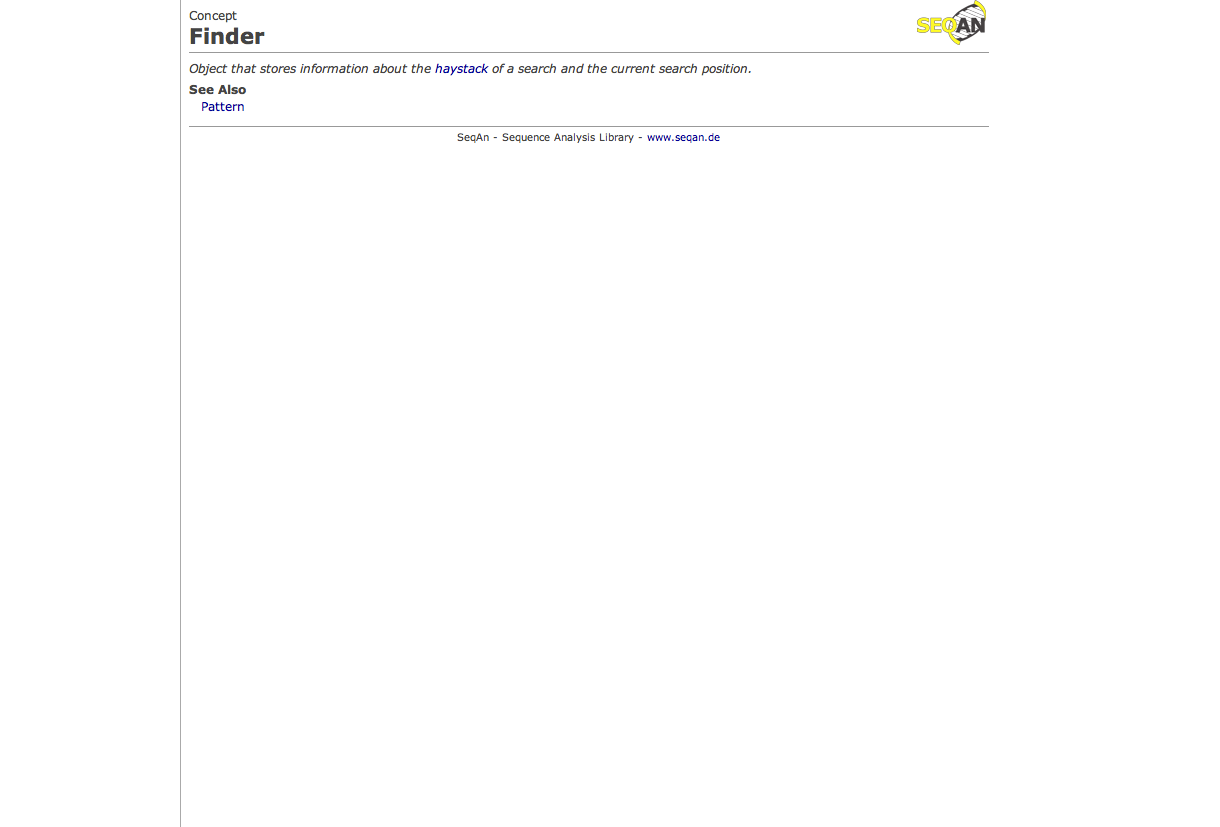 Concept
SEQAN
Finder
Object that stores information about the haystack of a search and the current search position.
See Also
Pattern
SeqAn - Sequence Analysis Library - www.seqan.de